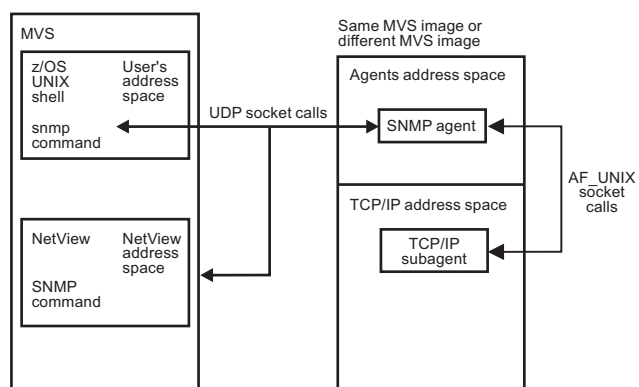 MVS
z/OS
UNIX
shell
User's
address
space
snmp
command
NetView
NetView
address
space
SNMP
command
UDP socket calls
Same MVS image or
different MVS image
Agents address space
SNMP agent
TCP/IP address space
TCP/IP
subagent
AF_UNIX
socket
calls